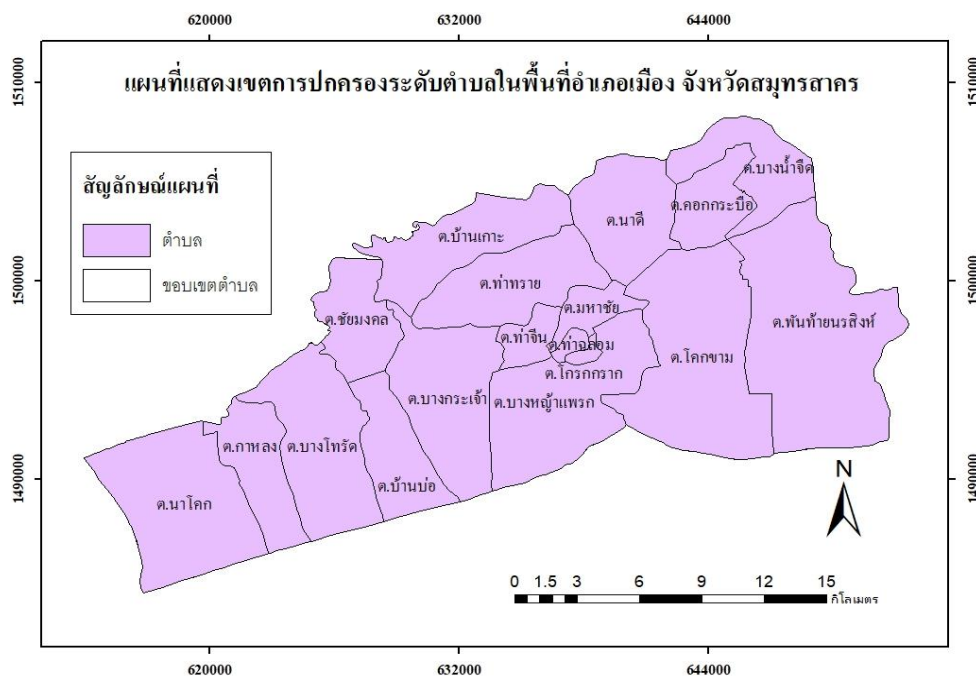 620000 632000 644000
1510000 1510000
แผนที่แสดงเขตการปกครองระดับตำบลในพื้นที่อำเภอเมือง จังหวัดสมุทรสาคร
สัญลักษณ์แผนที่
ตำบล
ขอบเขตตำบล
ต.บางน้ำจืด
ต.คอกกระบือ
ต.นาดี
ต.บ้านเกาะ
ต.ท่าทราย
1500000 1500000
ต.มหาชัย
ต.ชัยมงคล
ต.พันท้ายนรสิงห์
ต.ท่าจีน
ต.ท่าฉลอม
ต.โคกขาม
ต.โกรกกราก
ต.บางกระเจ้า
ต.บางหญ้าแพรก
ต.กาหลง
ต.บางโทรัด
ต.บ้านบ่อ
ต.นาโคก
1490000 1490000
N
0 1.5 3 6 9 12 15
กิโลเมตร
620000 632000 644000